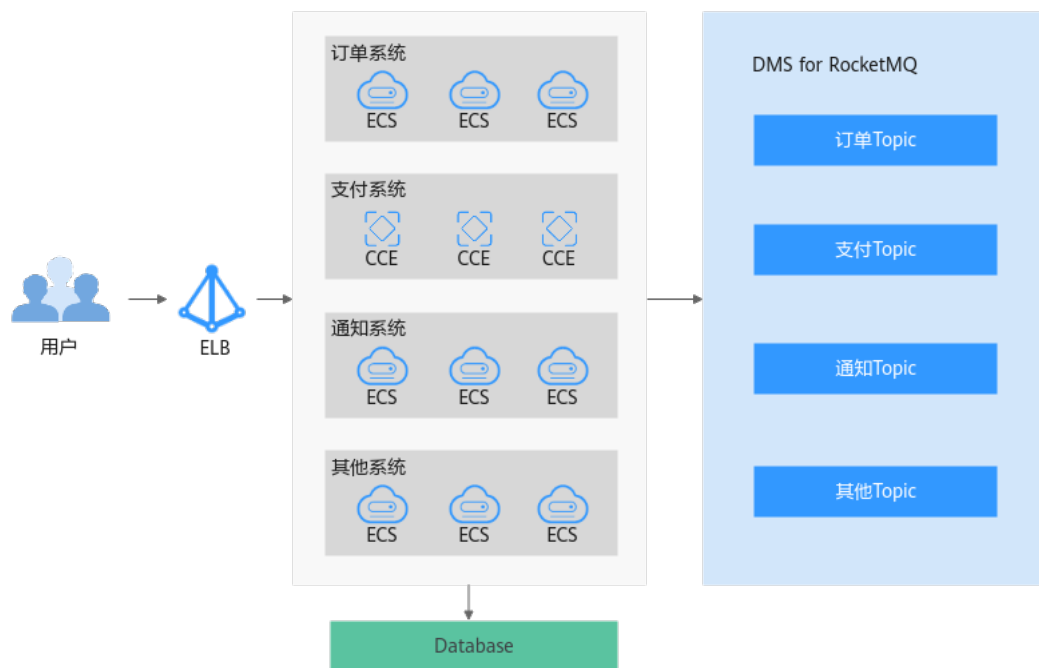 用户
ELB
订单系统
ECS ECS ECS
支付系统
CCE CCE CCE
通知系统
ECS ECS ECS
其他系统
ECS ECS ECS
Database
DMS for RocketMQ
订单Topic
支付Topic
通知Topic
其他Topic